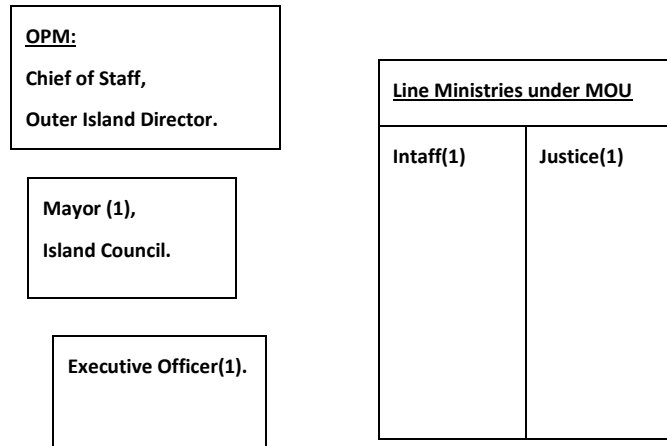 OPM:
Chief of Staff,
Outer Island Director.
Line Ministries under MOU
Intaff(1)
Justice(1)
Mayor (1),
Island Council.
Executive Officer(1).